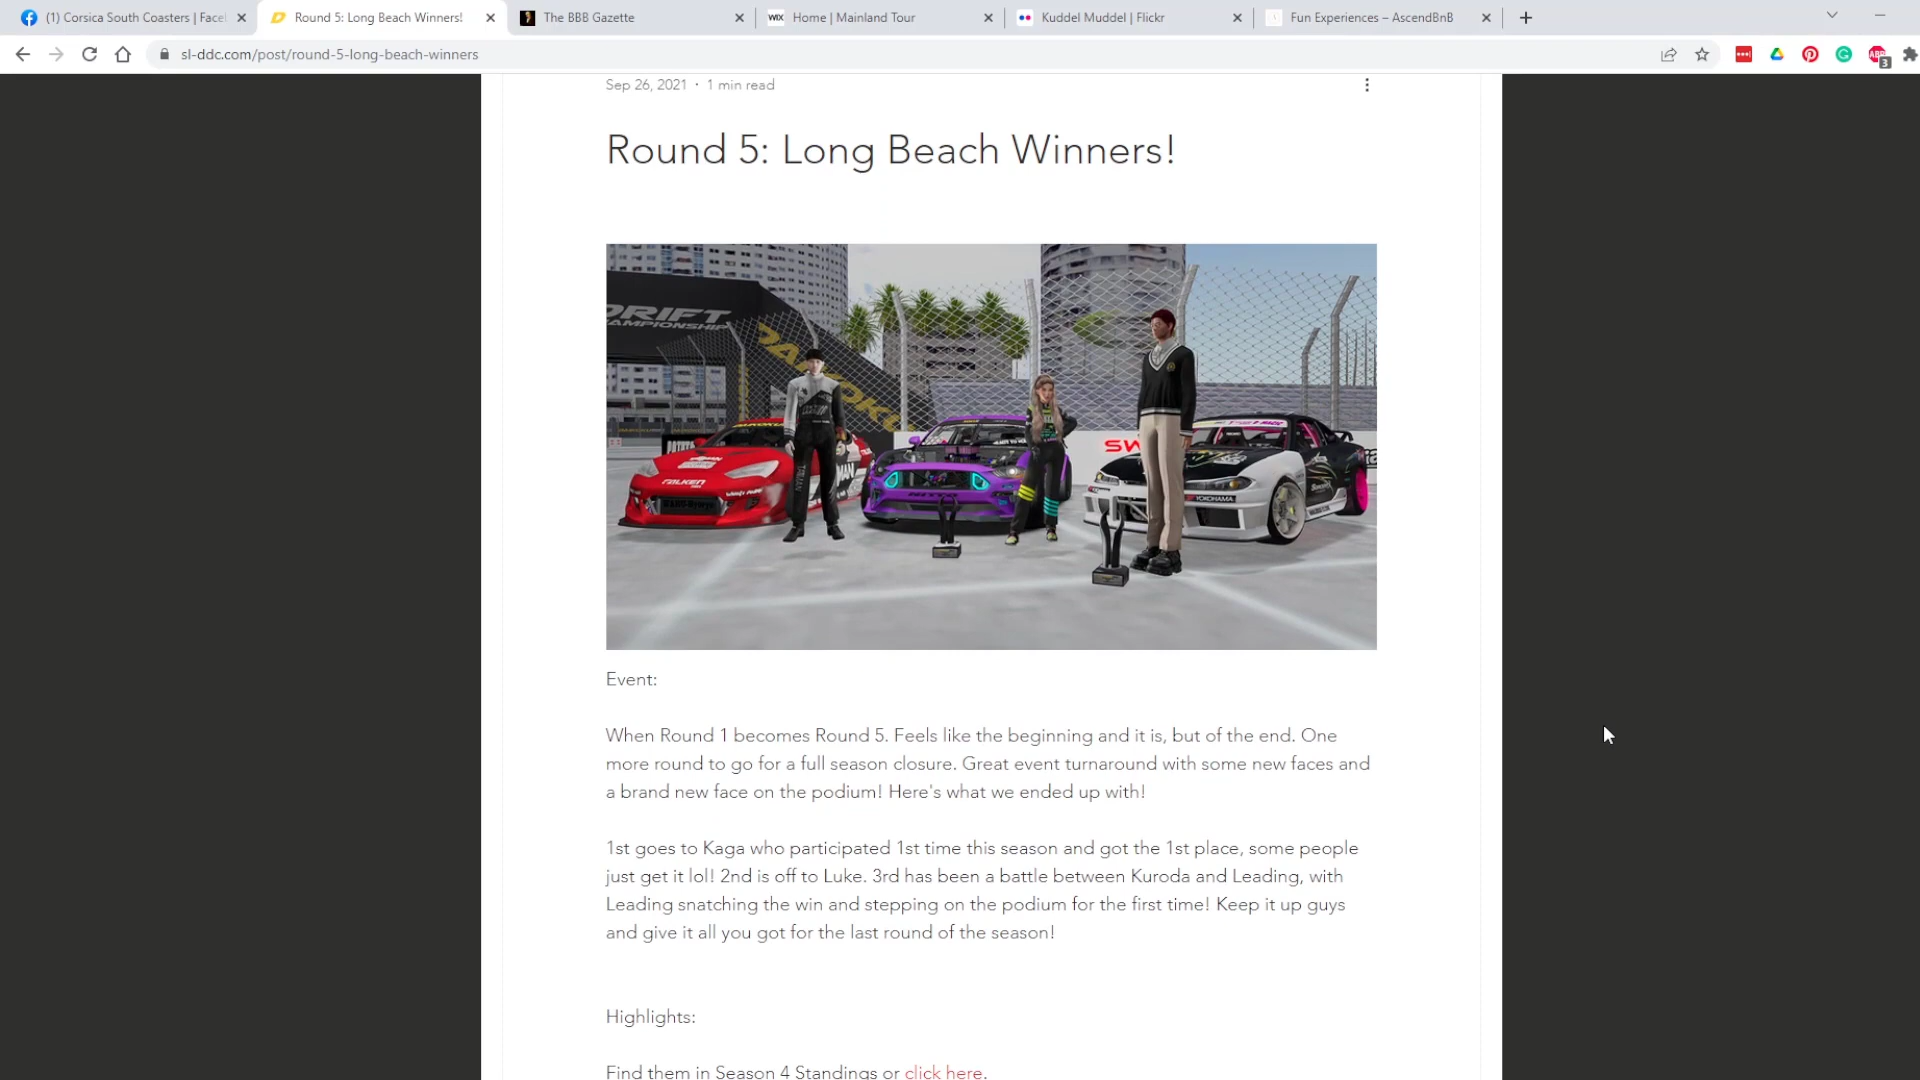 (1) Corsica South Coasters | Face
Round 5: Long Beach Winners!
The BBB Gazette
WIX
Home | Mainland Tour
Kuddel Muddel | Flickr
Fun Experiences – AscendBnB
sl-ddc.com/post/round-5-long-beach-winners
ABP
3
Sep 26, 2021 · 1 min read
Round 5: Long Beach Winners!
DRIFT
CHAMPIONSHIP
FALKEN
SW
YOKOHAMA
Event:
When Round 1 becomes Round 5. Feels like the beginning and it is, but of the end. One
more round to go for a full season closure. Great event turnaround with some new faces and
a brand new face on the podium! Here's what we ended up with!
1st goes to Kaga who participated 1st time this season and got the 1st place, some people
just get it lol! 2nd is off to Luke. 3rd has been a battle between Kuroda and Leading, with
Leading snatching the win and stepping on the podium for the first time! Keep it up guys
and give it all you got for the last round of the season!
Highlights:
Find them in Season 4 Standings or click here.